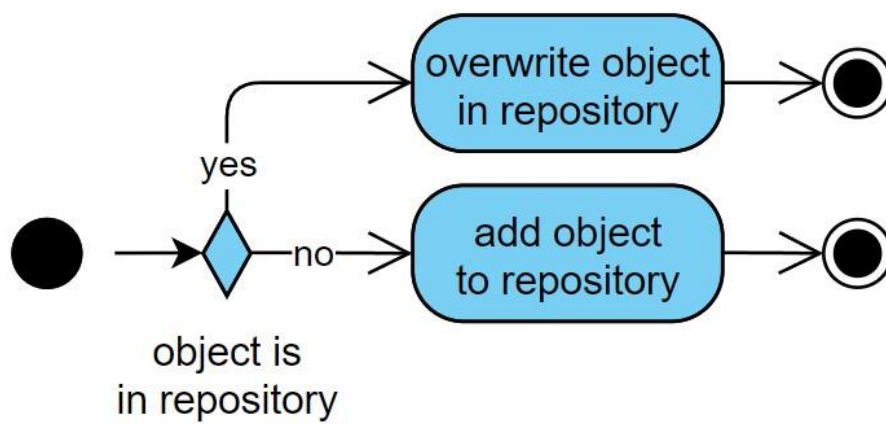 overwrite object
in repository
yes
no
add object
to repository
object is
in repository